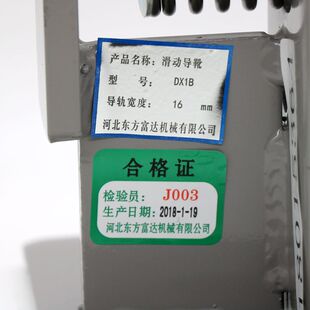 产品名称: 滑动导靴
型 号: DX1B
导轨宽度: 16 mm
河北东方富达机械有限公司
合格证
检验员: J003
生产日期: 2018-1-19
河北东方富达机械有限公司